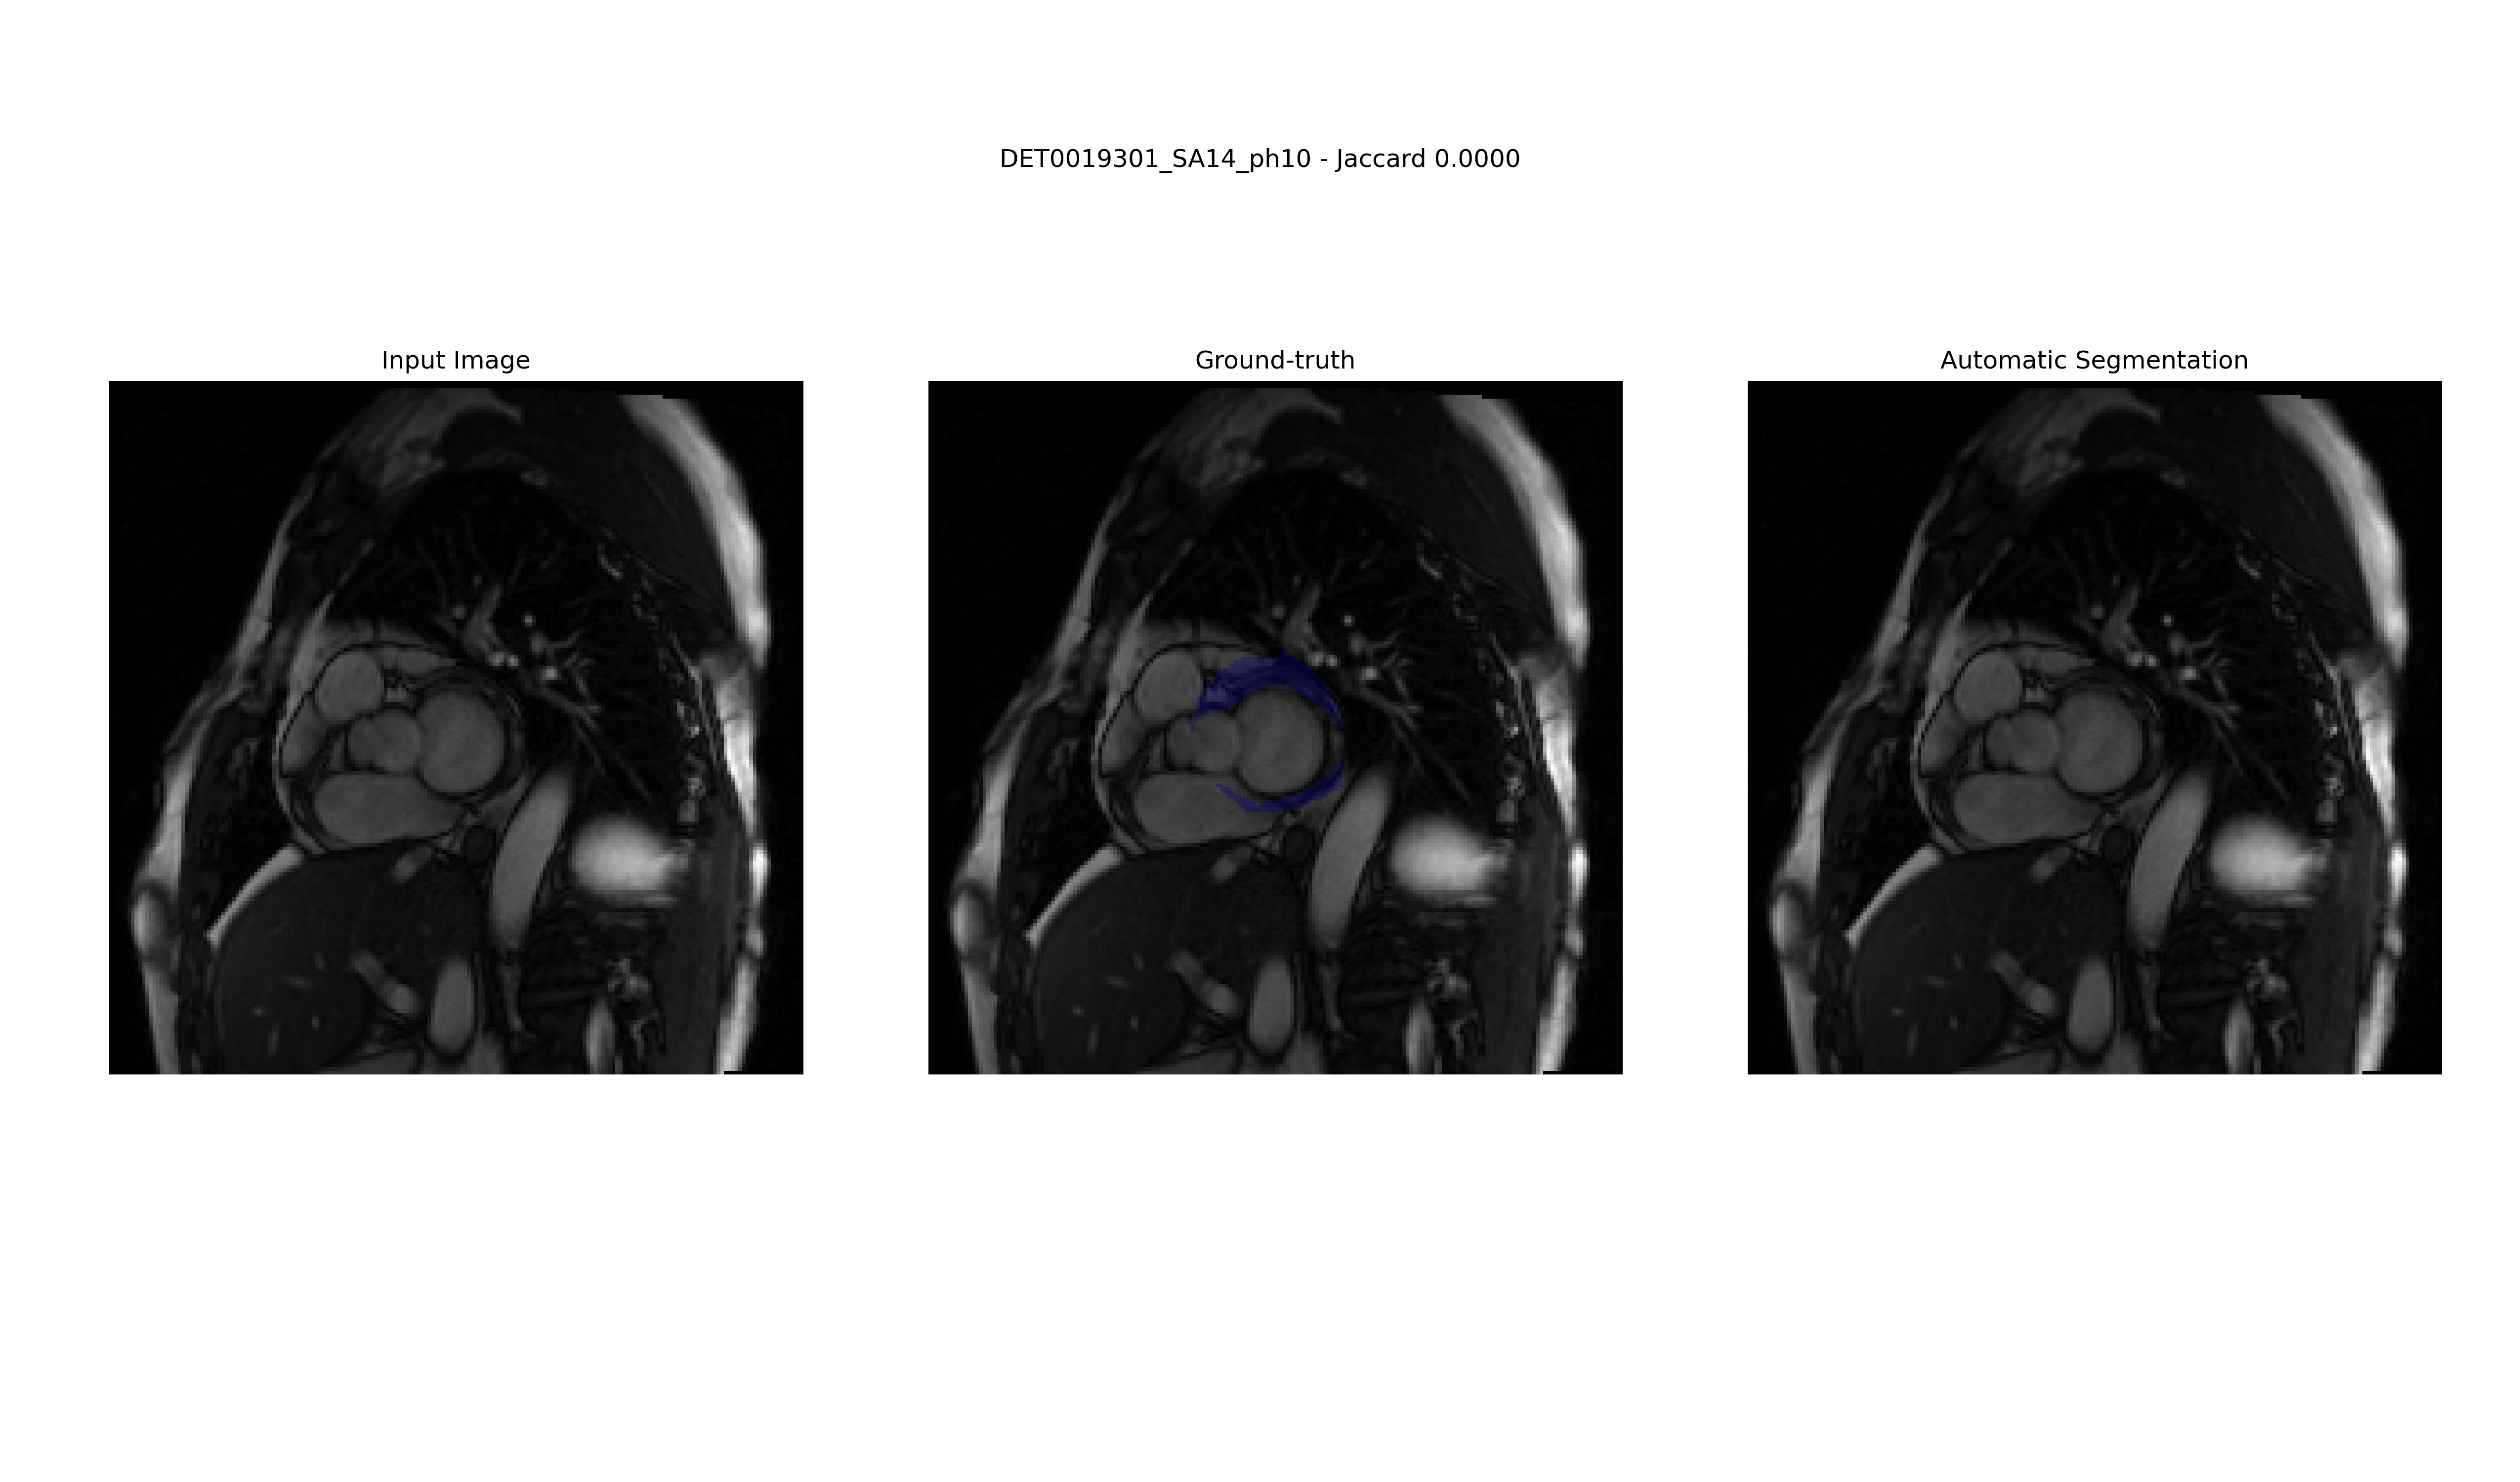 DET0019301_SA14_ph10 - Jaccard 0.0000
Input Image
Ground-truth
Automatic Segmentation